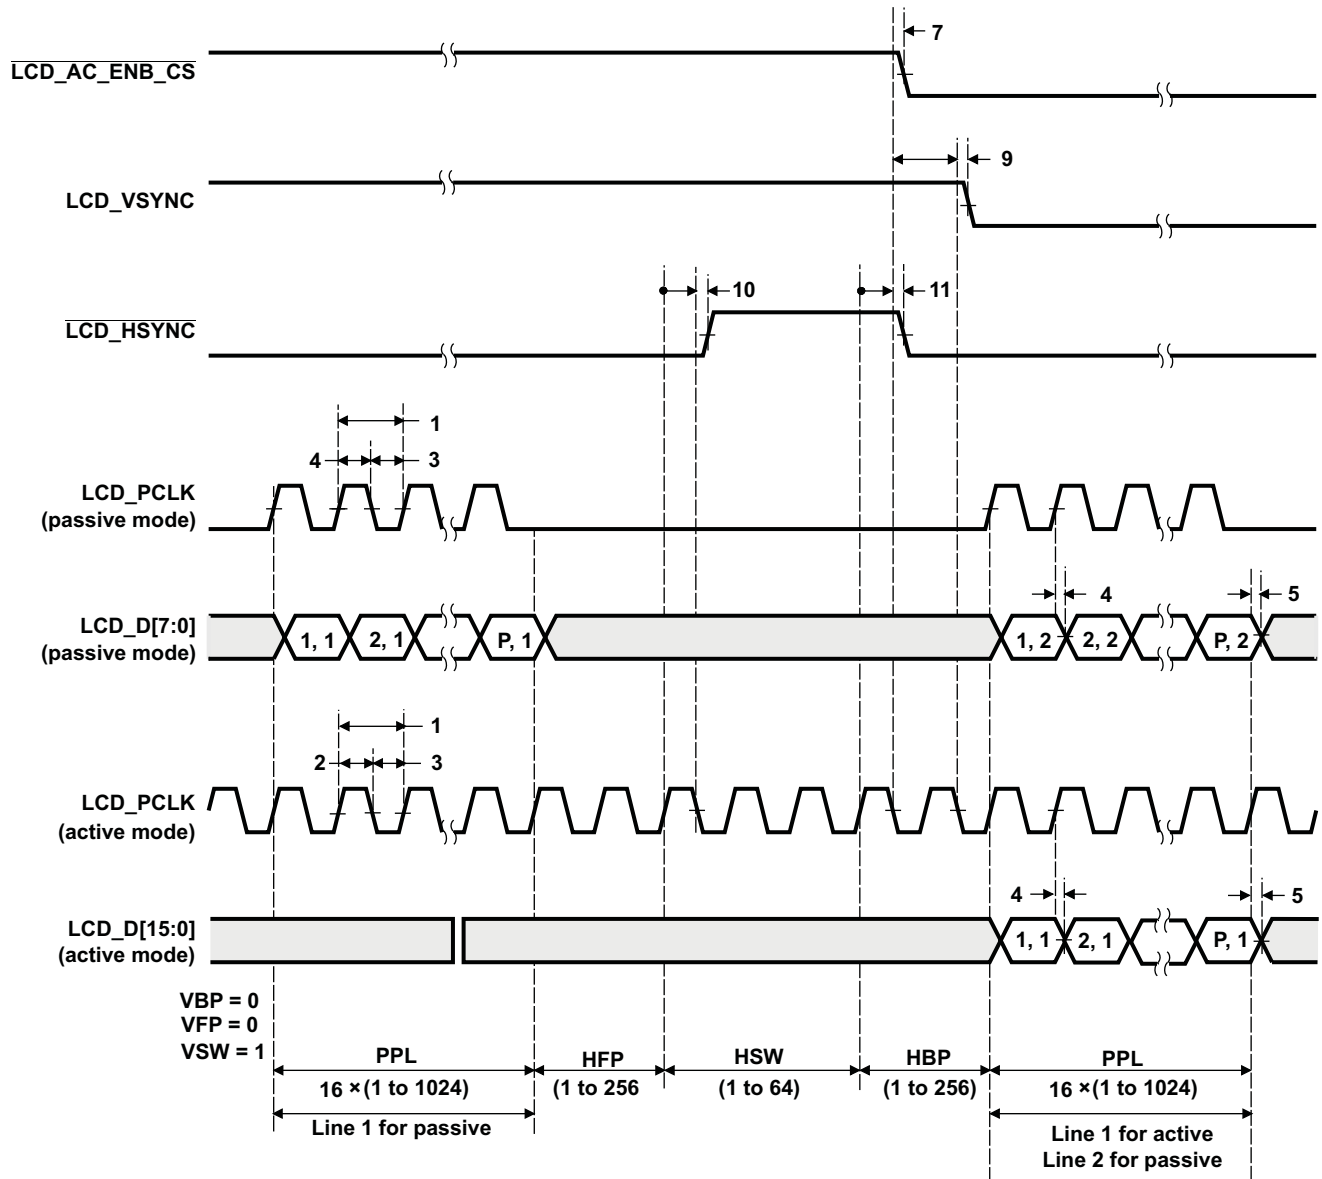 7
LCD_AC_ENB_CS
9
LCD_VSYNC
10
11
LCD_HSYNC
1
4
3
LCD_PCLK
(passive mode)
4
5
LCD_D[7:0]
(passive mode)
1, 1
2, 1
P, 1
1, 2
2, 2
P, 2
1
2
3
LCD_PCLK
(active mode)
4
5
LCD_D[15:0]
(active mode)
1, 1
2, 1
P, 1
VBP = 0
VFP = 0
VSW = 1
PPL
HFP
HSW
HBP
PPL
16 × (1 to 1024)
(1 to 256
(1 to 64)
(1 to 256)
16 × (1 to 1024)
Line 1 for passive
Line 1 for active
Line 2 for passive